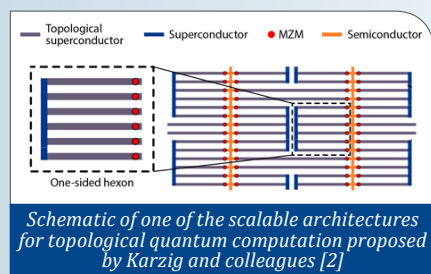 Topological
superconductor
Superconductor
MZM
Semiconductor
One-sided hexon
Schematic of one of the scalable architectures
for topological quantum computation proposed
by Karzig and colleagues [2]